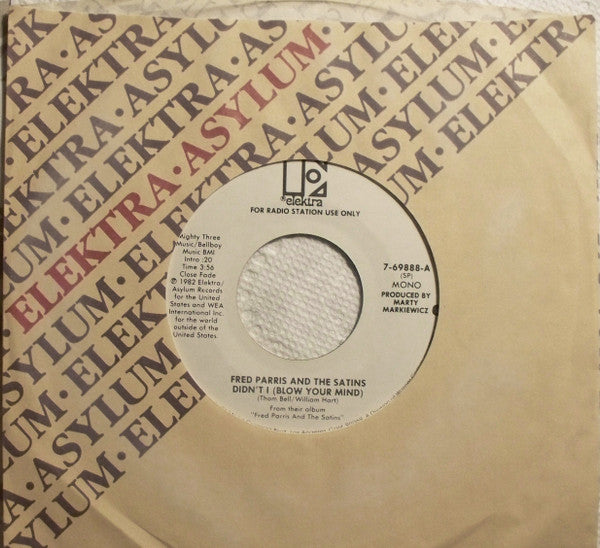 ELEKTRA • ASYLUM • ELEKTRA • ASYLUM
ELEKTRA • ASYLUM • ELEKTRA
ELEKTRA • ASYLUM
ELEKTRA • ASYLUM • ELEKTRA
ASYLUM • ELEKTRA
e elektra
FOR RADIO STATION USE ONLY
Mighty Three
Music/Bellboy
Music BMI
Intro :20
Time 3:56
Close Fade
℗ 1982 Elektra/
Asylum Records
for the United
States and WEA
International Inc.
for the world
outside of the
United States.
7-69888-A
(SP)
MONO
PRODUCED BY
MARTY
MARKIEWICZ
FRED PARRIS AND THE SATINS
DIDN'T I (BLOW YOUR MIND)
(Thom Bell/William Hart)
From their album
"Fred Parris And The Satins"